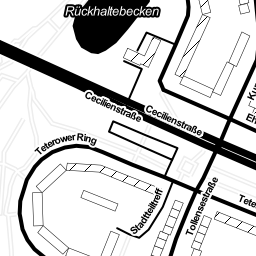 Rückhaltebecken
Cecilienstraße
Cecilienstraße
Teterower Ring
Stadtteiltreff
Tollensestraße